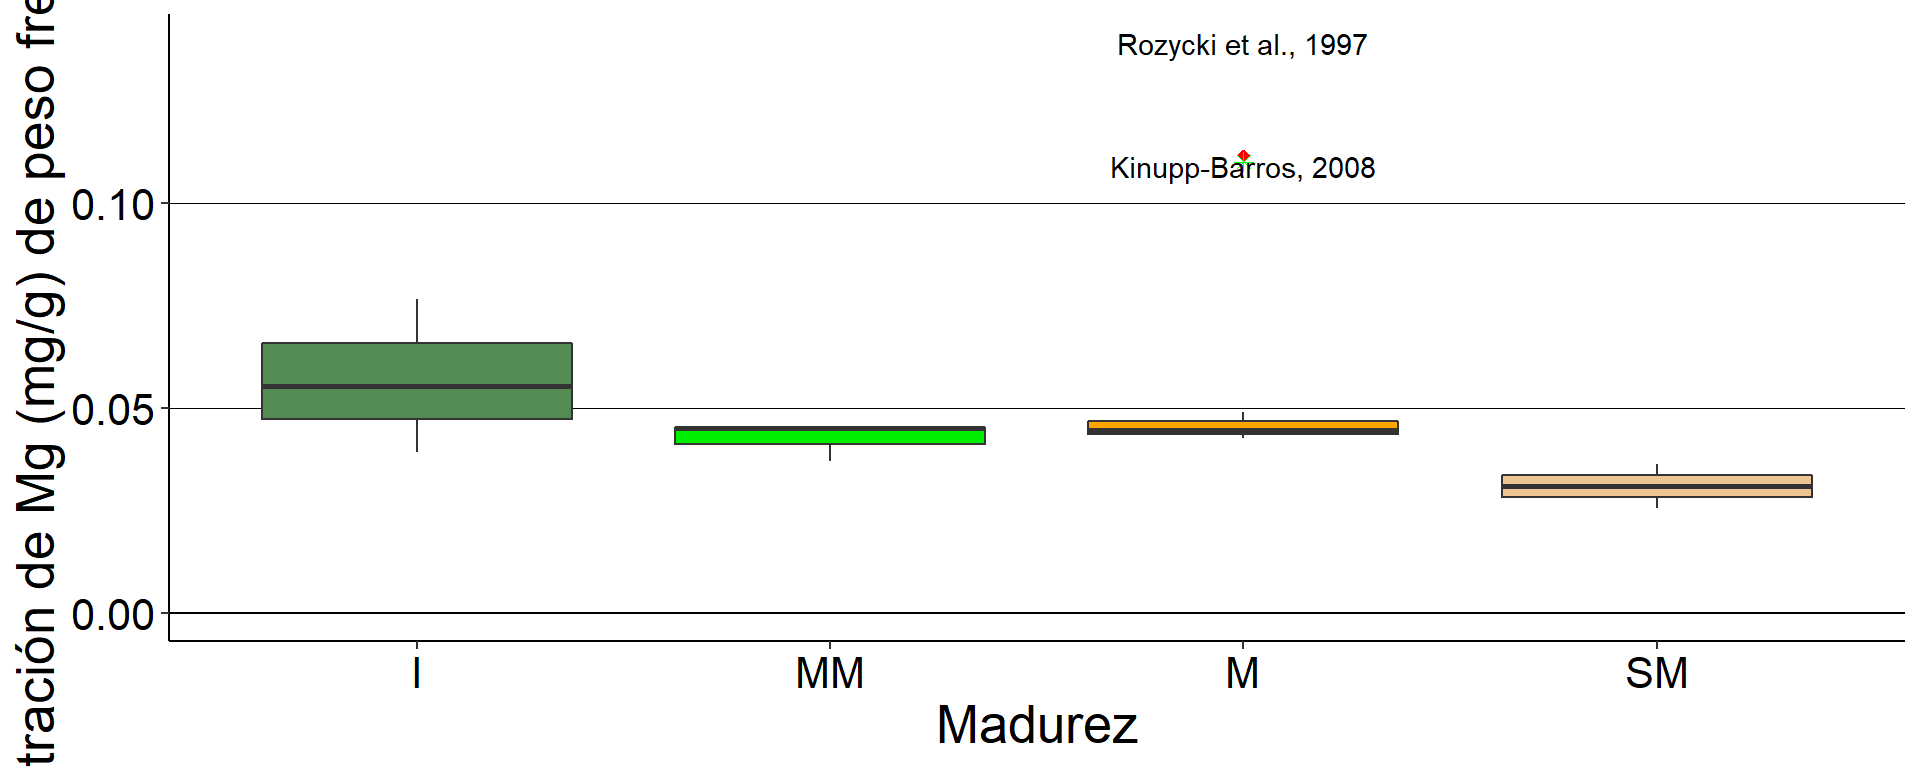 tración de Mg (mg/g) de peso fre
Rozycki et al., 1997
Kinupp-Barros, 2008
0.10
0.05
0.00
I MM M SM
Madurez